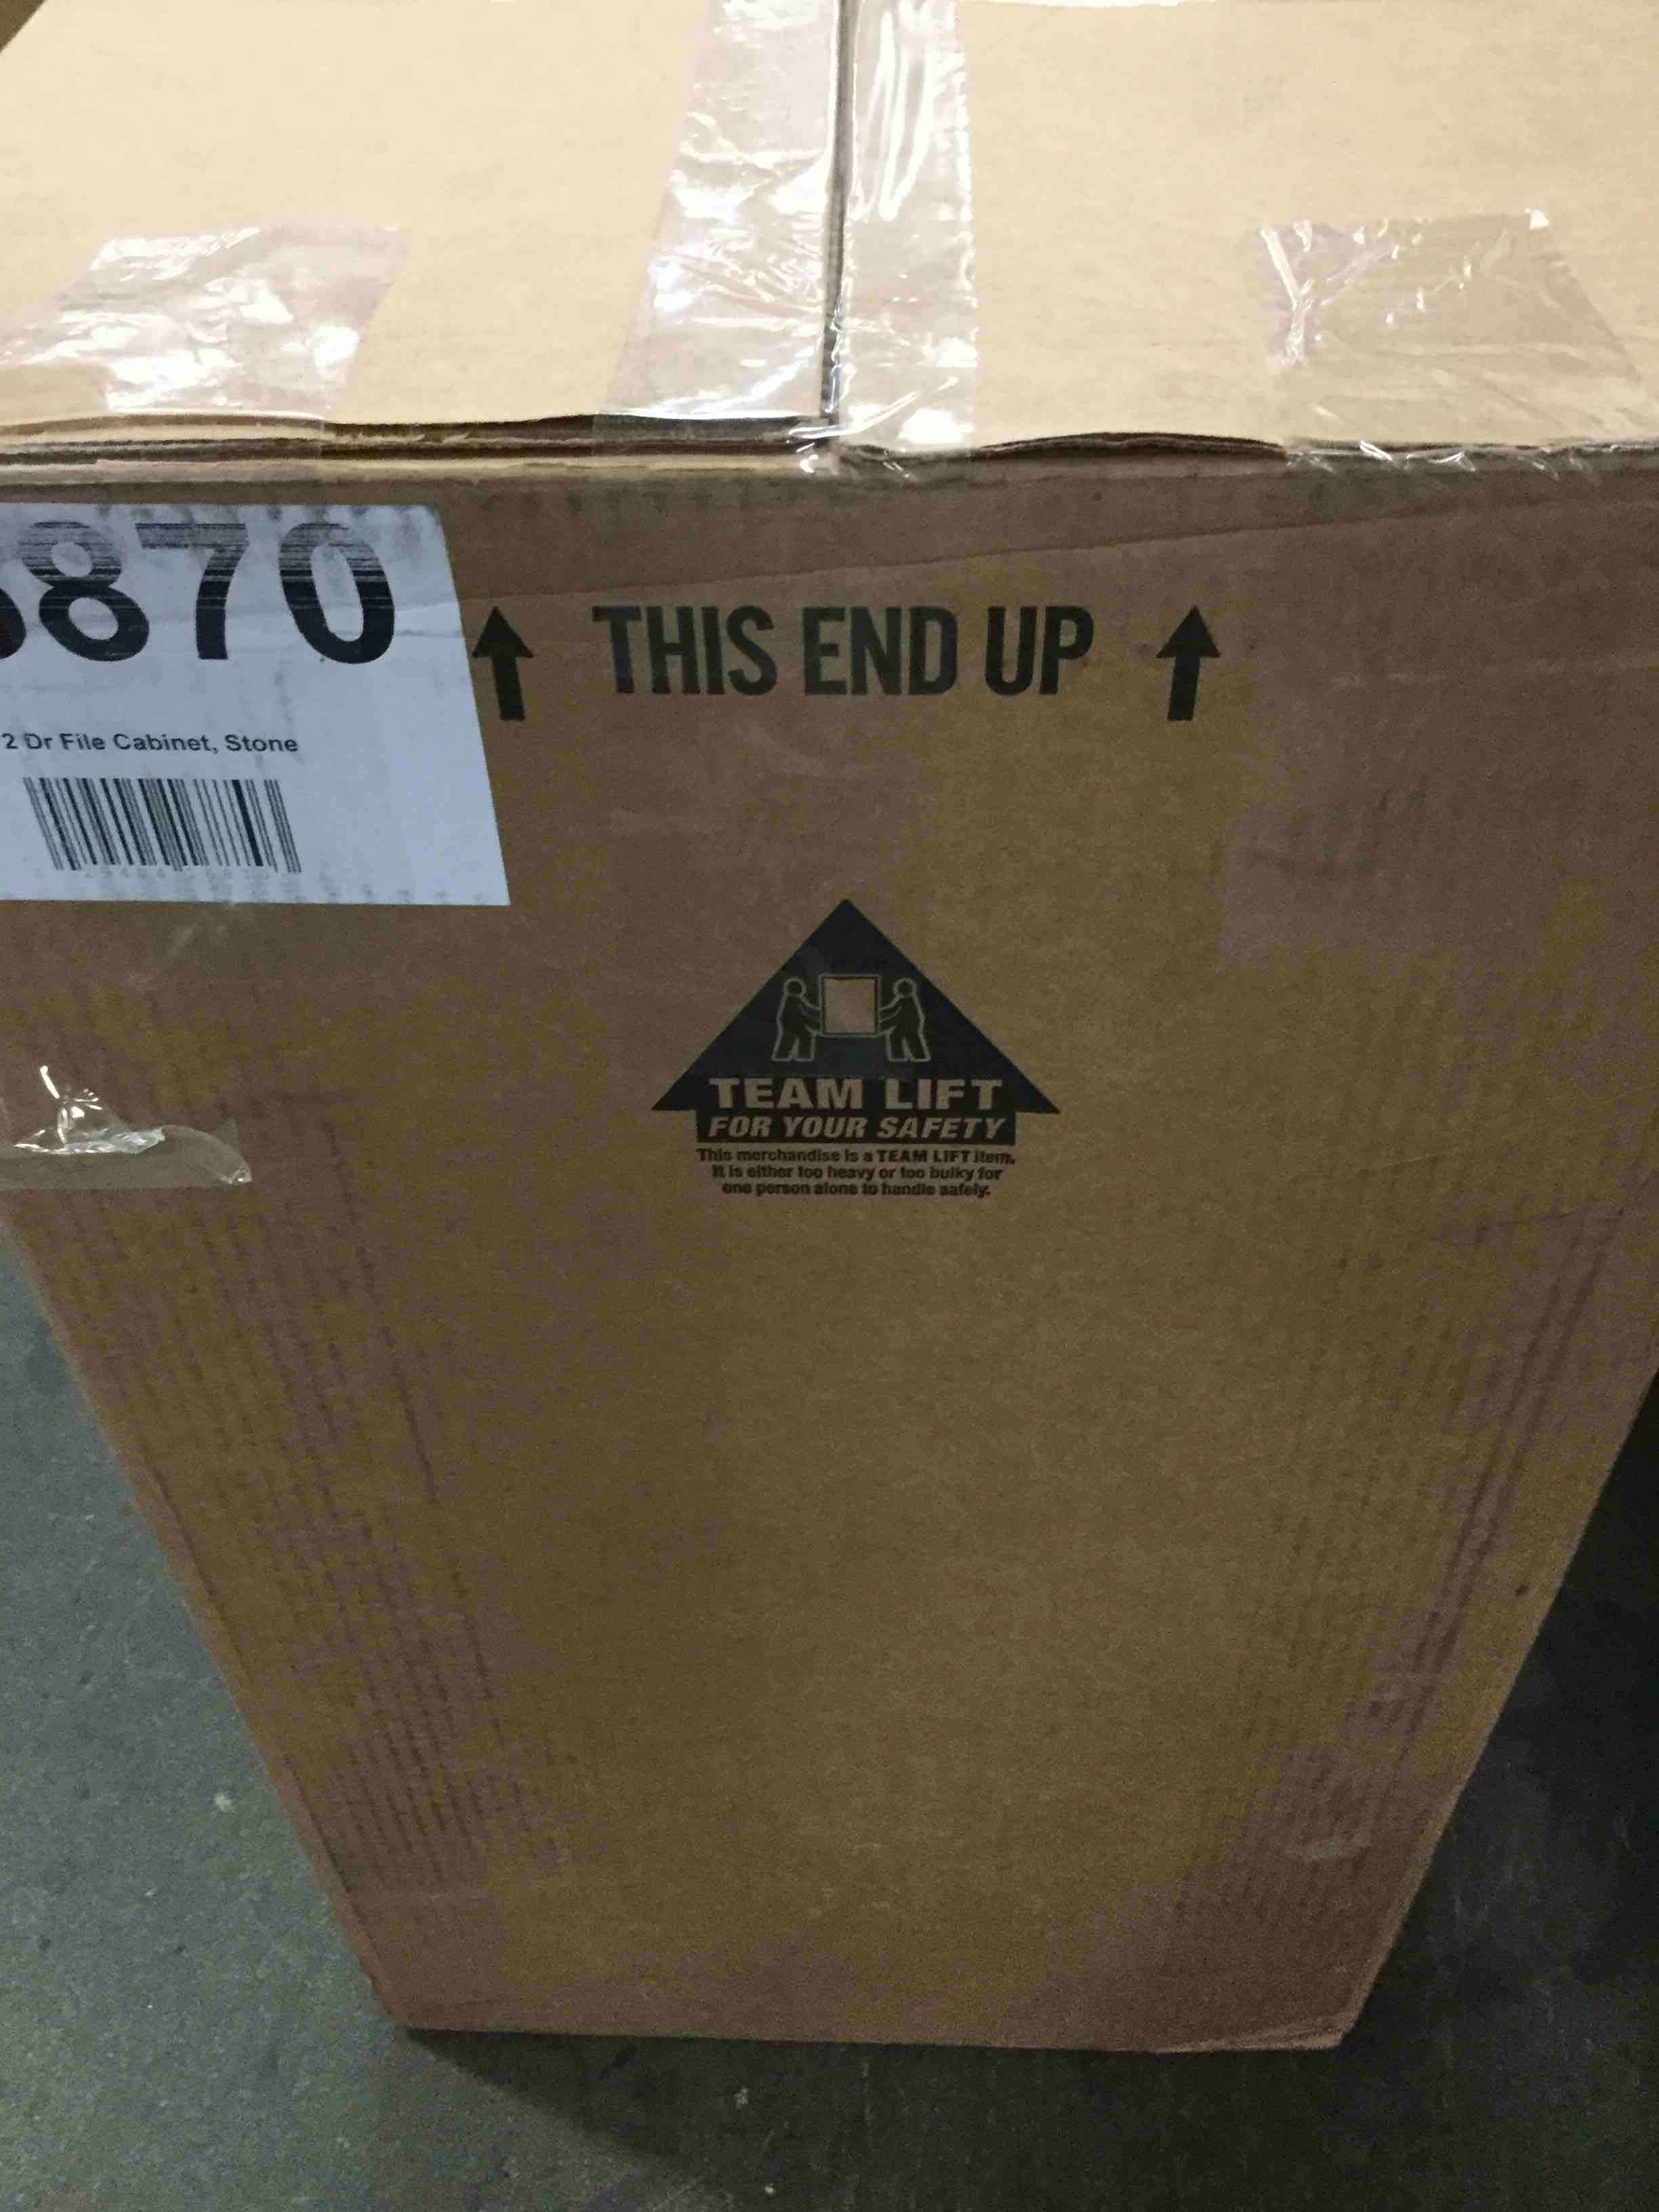 870
2 Dr File Cabinet, Stone
THIS END UP
TEAM LIFT
FOR YOUR SAFETY
This merchandise is a TEAM LIFT item.
It is either too heavy or too bulky for
one person alone to handle safely.